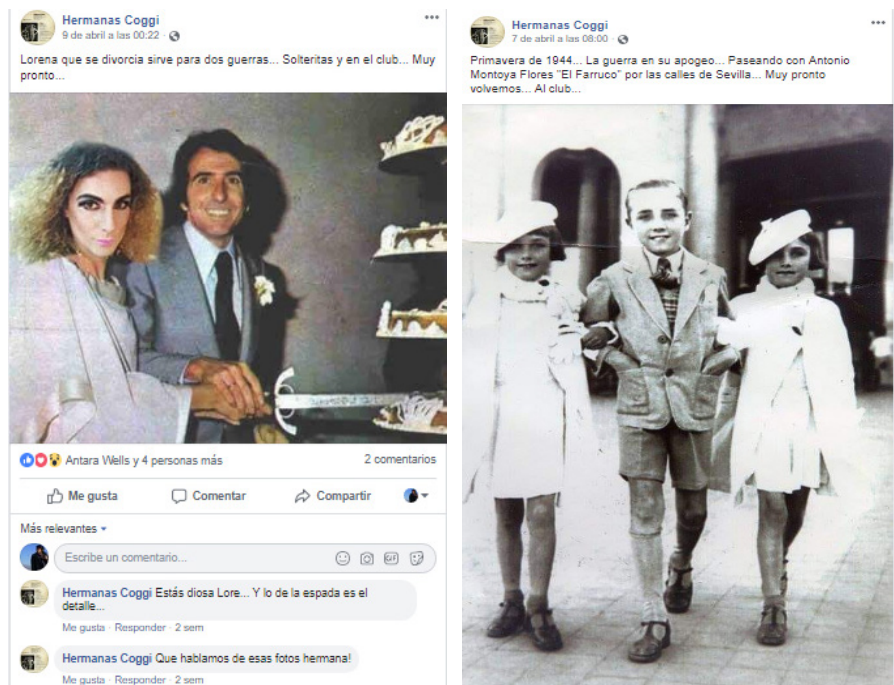 Hermanas Coggi
9 de abril a las 00:22 ·
Lorena que se divorcia sirve para dos guerras... Solteritas y en el club... Muy
pronto...
Antara Wells y 4 personas más
2 comentarios
Me gusta
Comentar
Compartir
Más relevantes
Escribe un comentario...
GIF
Hermanas Coggi Estás diosa Lore... Y lo de la espada es el
detalle...
Me gusta · Responder · 2 sem
Hermanas Coggi Que hablamos de esas fotos hermana!
Me gusta · Responder · 2 sem
Hermanas Coggi
7 de abril a las 08:00 ·
Primavera de 1944... La guerra en su apogeo... Paseando con Antonio
Montoya Flores "El Farruco" por las calles de Sevilla... Muy pronto
volvemos... Al club...